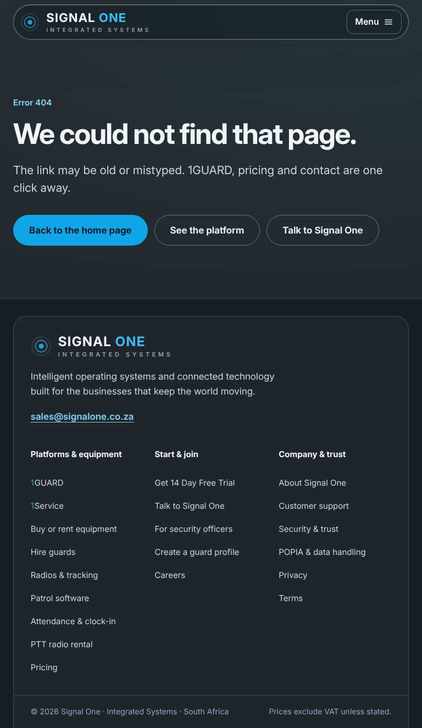 SIGNAL ONE
INTEGRATED SYSTEMS
Menu
Error 404
We could not find that page.
The link may be old or mistyped. 1GUARD, pricing and contact are one
click away.
Back to the home page
See the platform
Talk to Signal One
SIGNAL ONE
INTEGRATED SYSTEMS
Intelligent operating systems and connected technology
built for the businesses that keep the world moving.
sales@signalone.co.za
Platforms & equipment
1GUARD
1Service
Buy or rent equipment
Hire guards
Radios & tracking
Patrol software
Attendance & clock-in
PTT radio rental
Pricing
Start & join
Get 14 Day Free Trial
Talk to Signal One
For security officers
Create a guard profile
Careers
Company & trust
About Signal One
Customer support
Security & trust
POPIA & data handling
Privacy
Terms
© 2026 Signal One · Integrated Systems · South Africa
Prices exclude VAT unless stated.